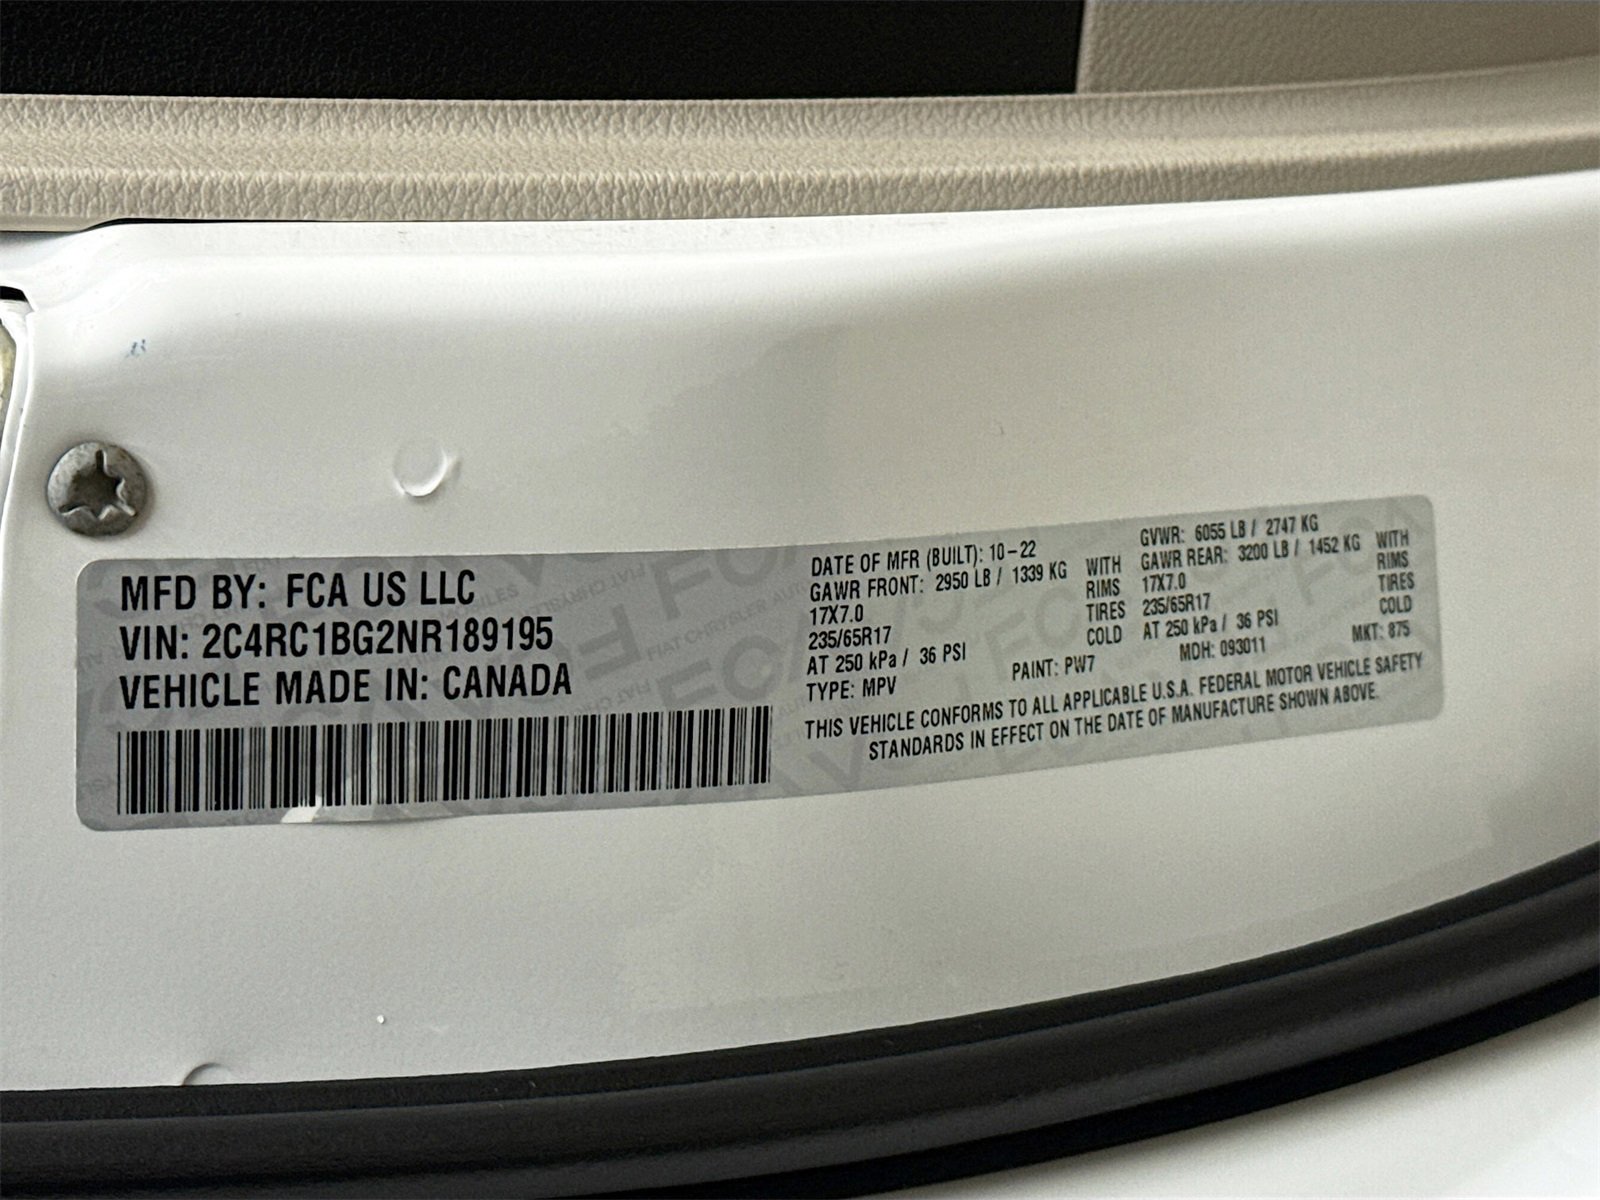 MFD BY: FCA US LLC
VIN: 2C4RC1BG2NR189195
VEHICLE MADE IN: CANADA
DATE OF MFR (BUILT): 10-22 GVWR: 6055 LB / 2747 KG
GAWR FRONT: 2950 LB / 1339 KG WITH GAWR REAR: 3200 LB / 1452 KG WITH
17X7.0 RIMS 17X7.0 RIMS
235/65R17 TIRES 235/65R17 TIRES
AT 250 kPa / 36 PSI COLD AT 250 kPa / 36 PSI COLD
TYPE: MPV PAINT: PW7 MDH: 093011 MKT: 875
THIS VEHICLE CONFORMS TO ALL APPLICABLE U.S.A. FEDERAL MOTOR VEHICLE SAFETY
STANDARDS IN EFFECT ON THE DATE OF MANUFACTURE SHOWN ABOVE.